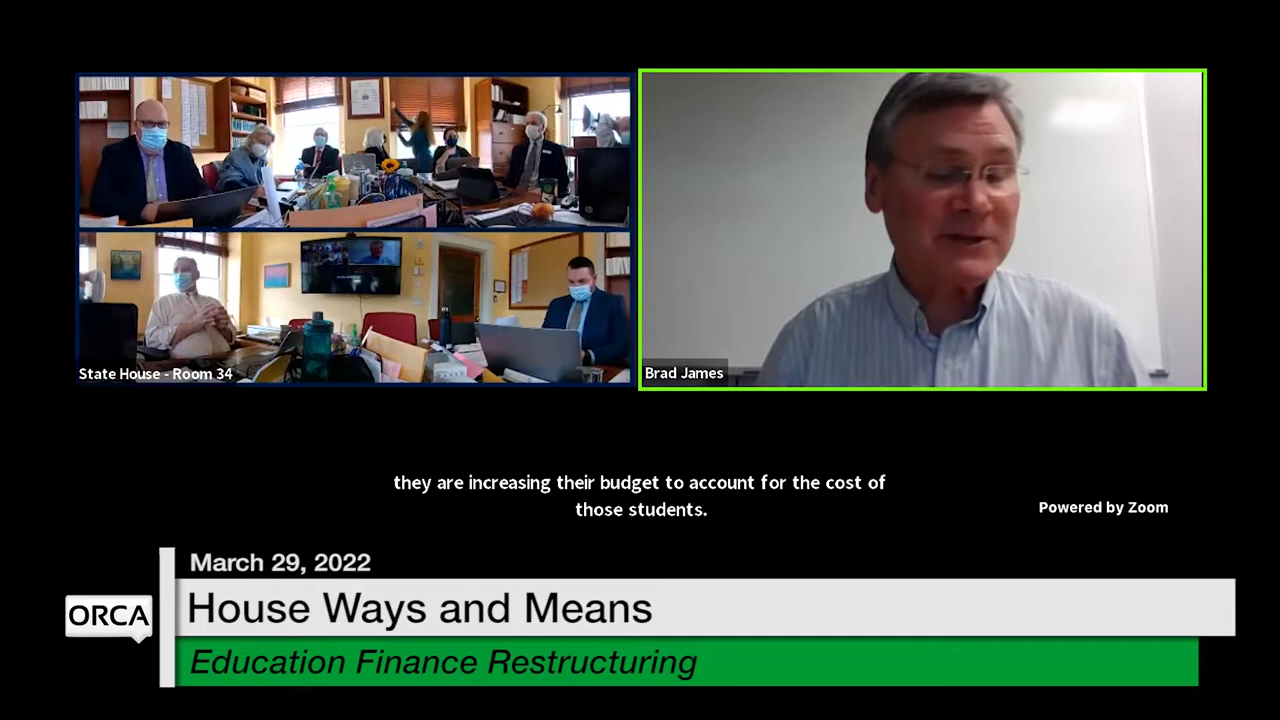 State House - Room 34
Brad James
they are increasing their budget to account for the cost of
those students.
Powered by Zoom
March 29, 2022
ORCA
House Ways and Means
Education Finance Restructuring